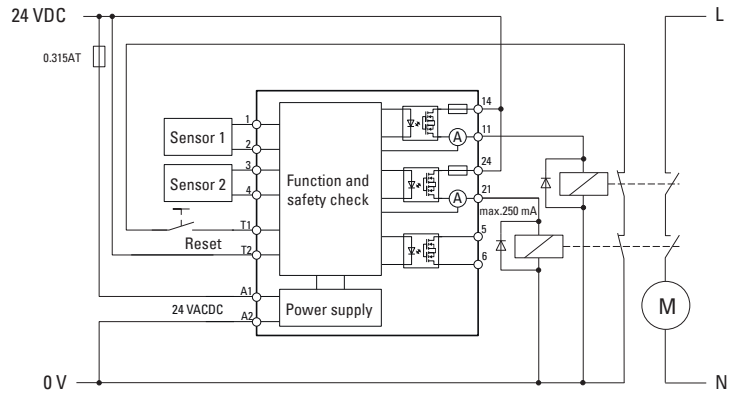 24 VDC
L
0.315AT
14
1
Sensor 1
11
2
3
24
Sensor 2
Function and
safety check
4
21
A
A
max.250 mA
T1
5
Reset
T2
6
A1
24 VACDC
Power supply
A2
M
0 V
N